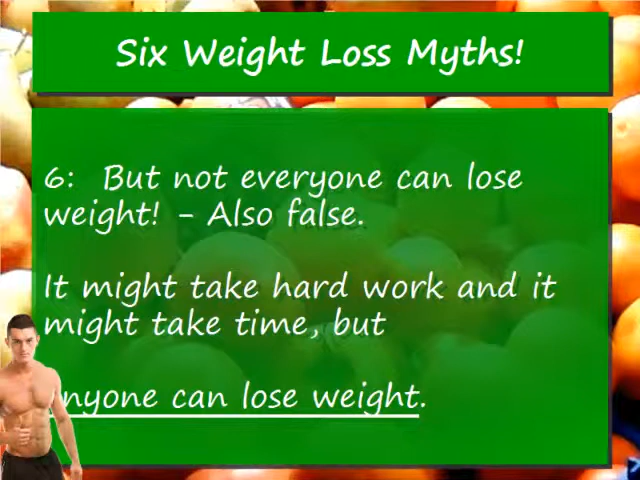 Six Weight Loss Myths!
6: But not everyone can lose
weight! - Also false.
It might take hard work and it
might take time, but
nyone can lose weight.